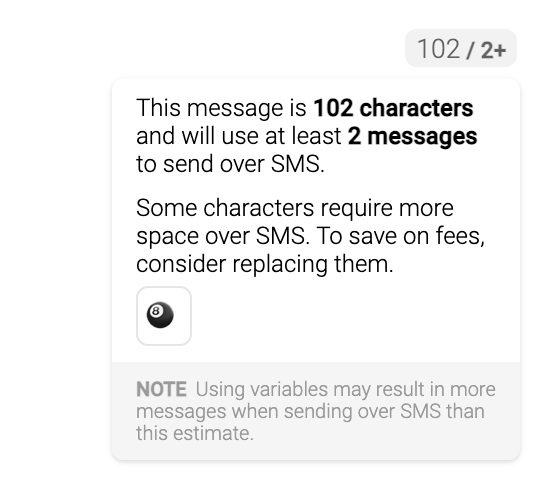 102 / 2+
This message is 102 characters
and will use at least 2 messages
to send over SMS.
Some characters require more
space over SMS. To save on fees,
consider replacing them.
8
NOTE Using variables may result in more
messages when sending over SMS than
this estimate.